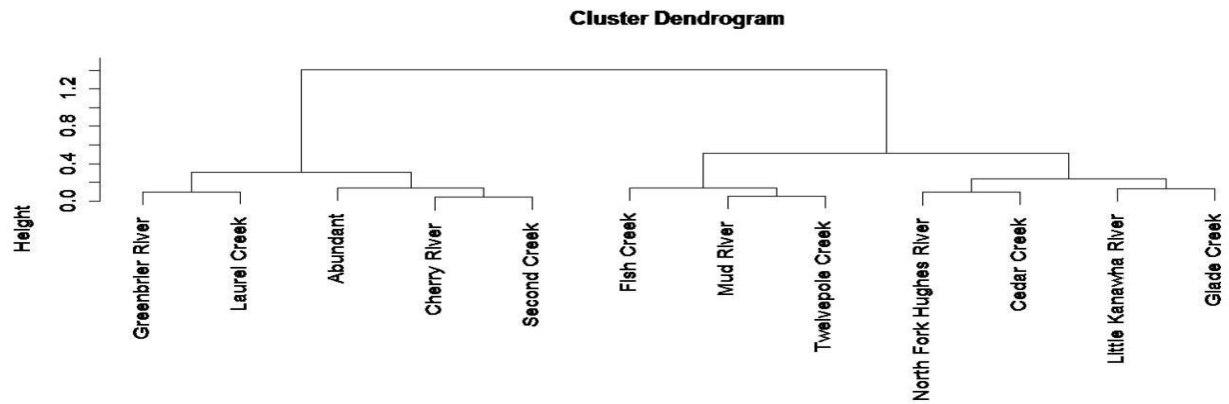 Cluster Dendrogram
Height
1.2
0.8
0.4
0.0
Greenbrier River
Laurel Creek
Abundant
Cherry River
Second Creek
Fish Creek
Mud River
Twelvepole Creek
North Fork Hughes River
Cedar Creek
Little Kanawha River
Glade Creek